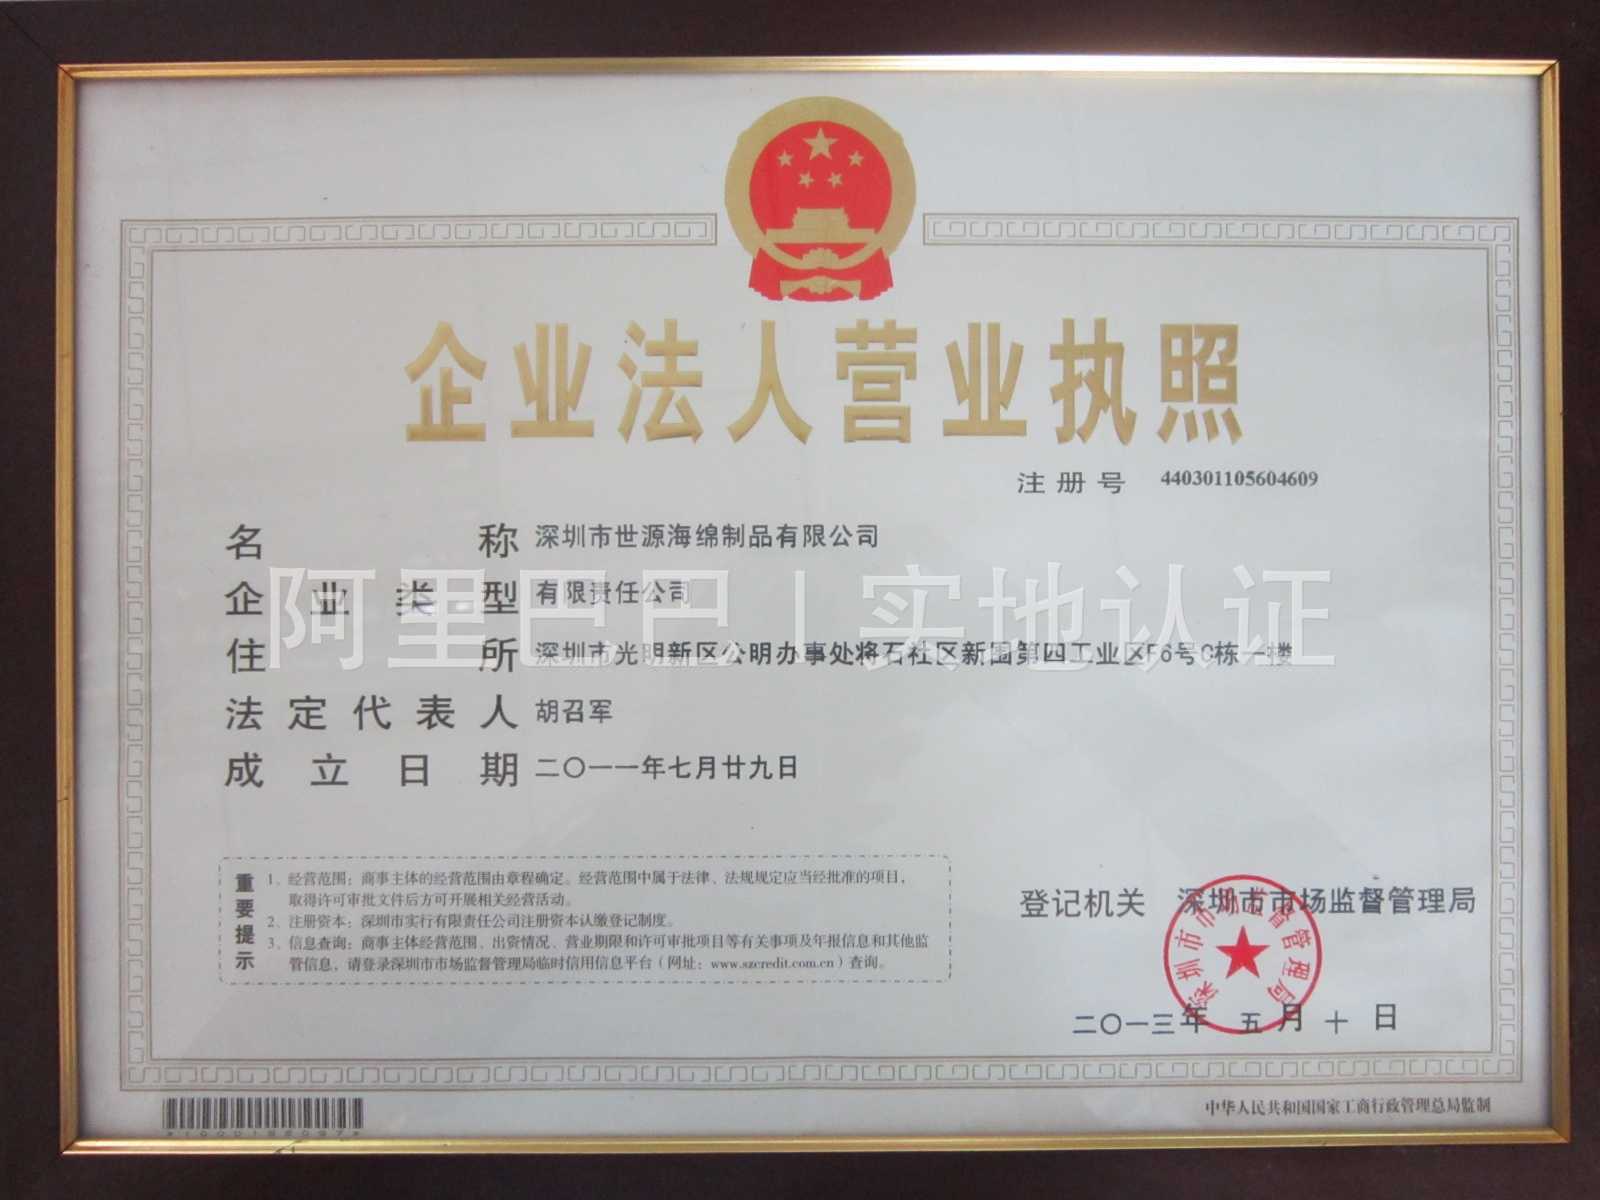 企业法人营业执照
注册号 440301105604609
名称 深圳市世源海绵制品有限公司
企业类型 有限责任公司
阿里巴巴 | 实地认证
住所 深圳市光明新区公明办事处将石社区新围第四工业区F6号C栋一楼
法定代表人 胡召军
成立日期 二〇一一年七月廿九日
重要提示
1、经营范围：商事主体的经营范围由章程确定。经营范围中属于法律、法规规定应当经批准的项目，
取得许可审批文件后方可开展相关经营活动。
2、注册资本：深圳市实行有限责任公司注册资本认缴登记制度。
3、信息查询：商事主体经营范围、出资情况、营业期限和许可审批项目等有关事项及年报信息和其他监
管信息，请登录深圳市市场监督管理局临时信用信息平台（网址：www.szcredit.com.cn）查询。
登记机关 深圳市市场监督管理局
深圳市市场监督管理局
二〇一三年 五月十日
中华人民共和国国家工商行政管理总局监制